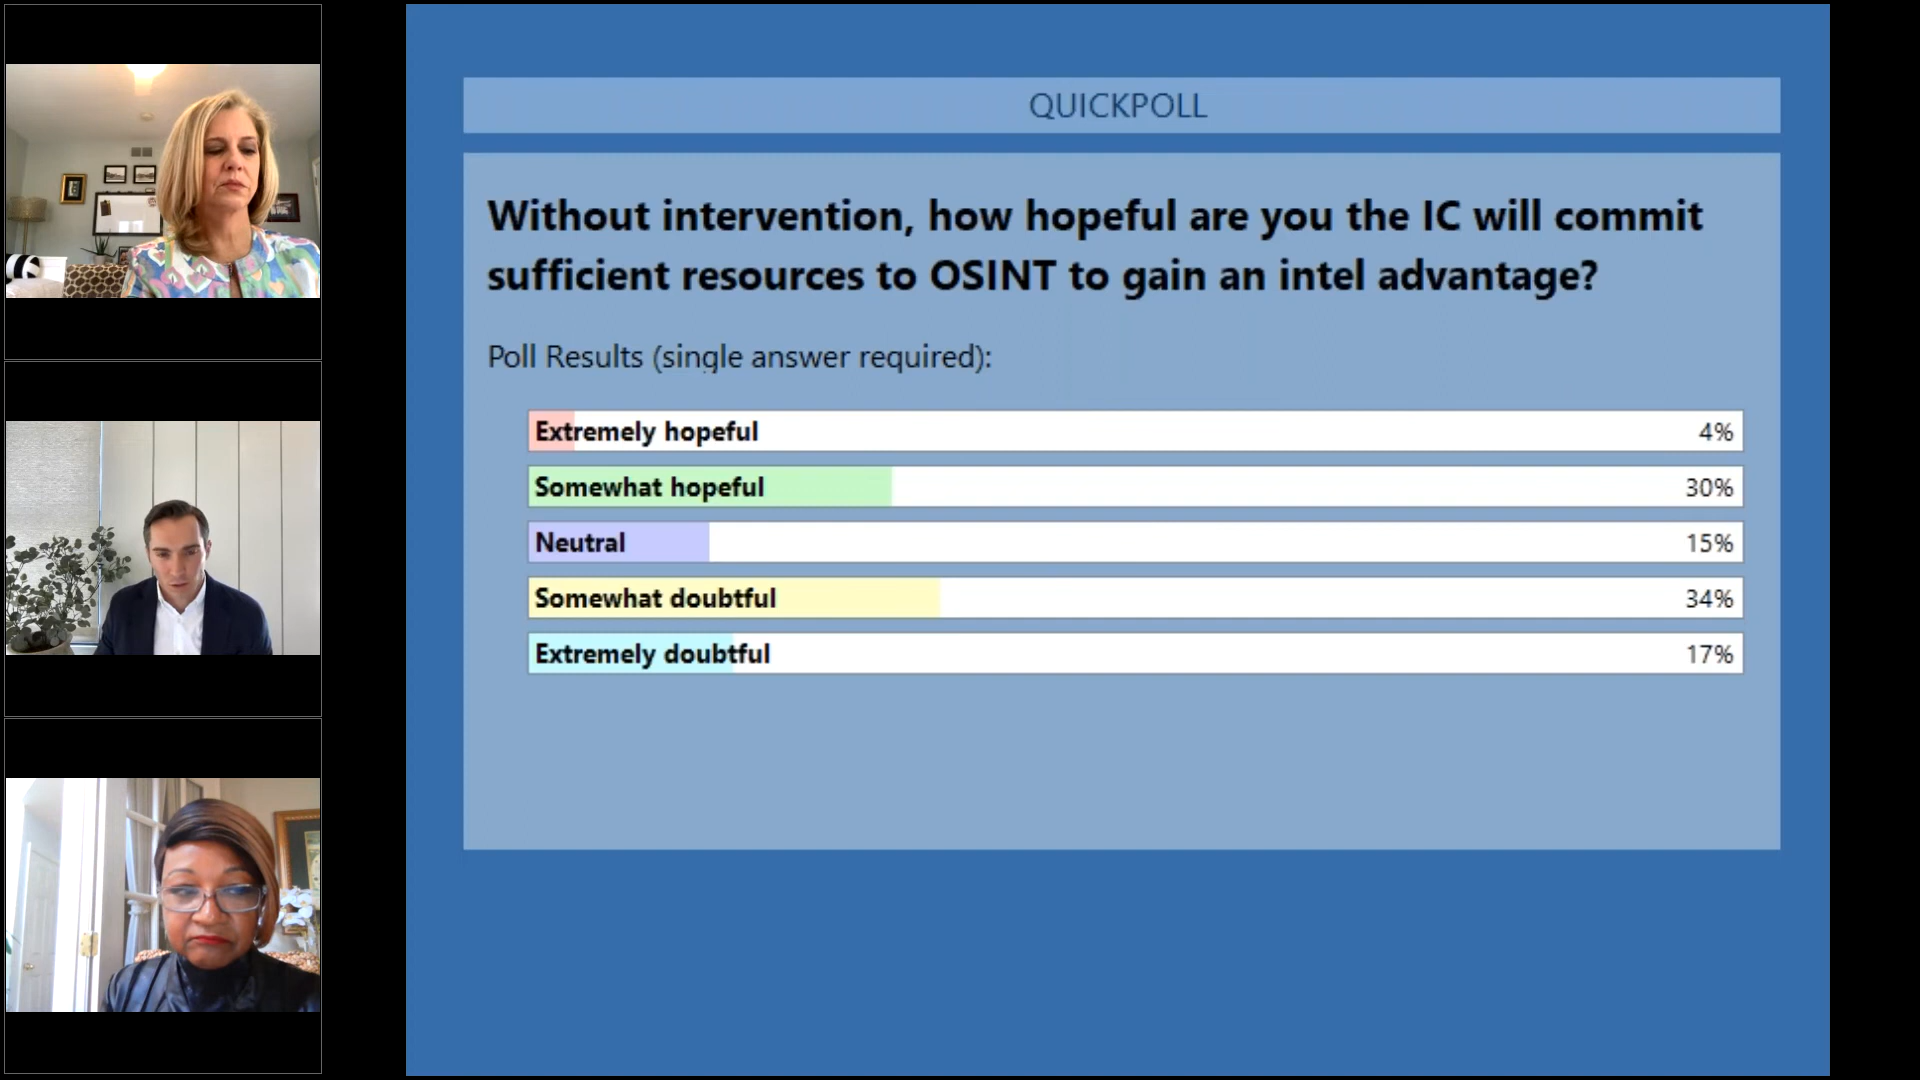 QUICKPOLL
Without intervention, how hopeful are you the IC will commit
sufficient resources to OSINT to gain an intel advantage?
Poll Results (single answer required):
Extremely hopeful 4%
Somewhat hopeful 30%
Neutral 15%
Somewhat doubtful 34%
Extremely doubtful 17%